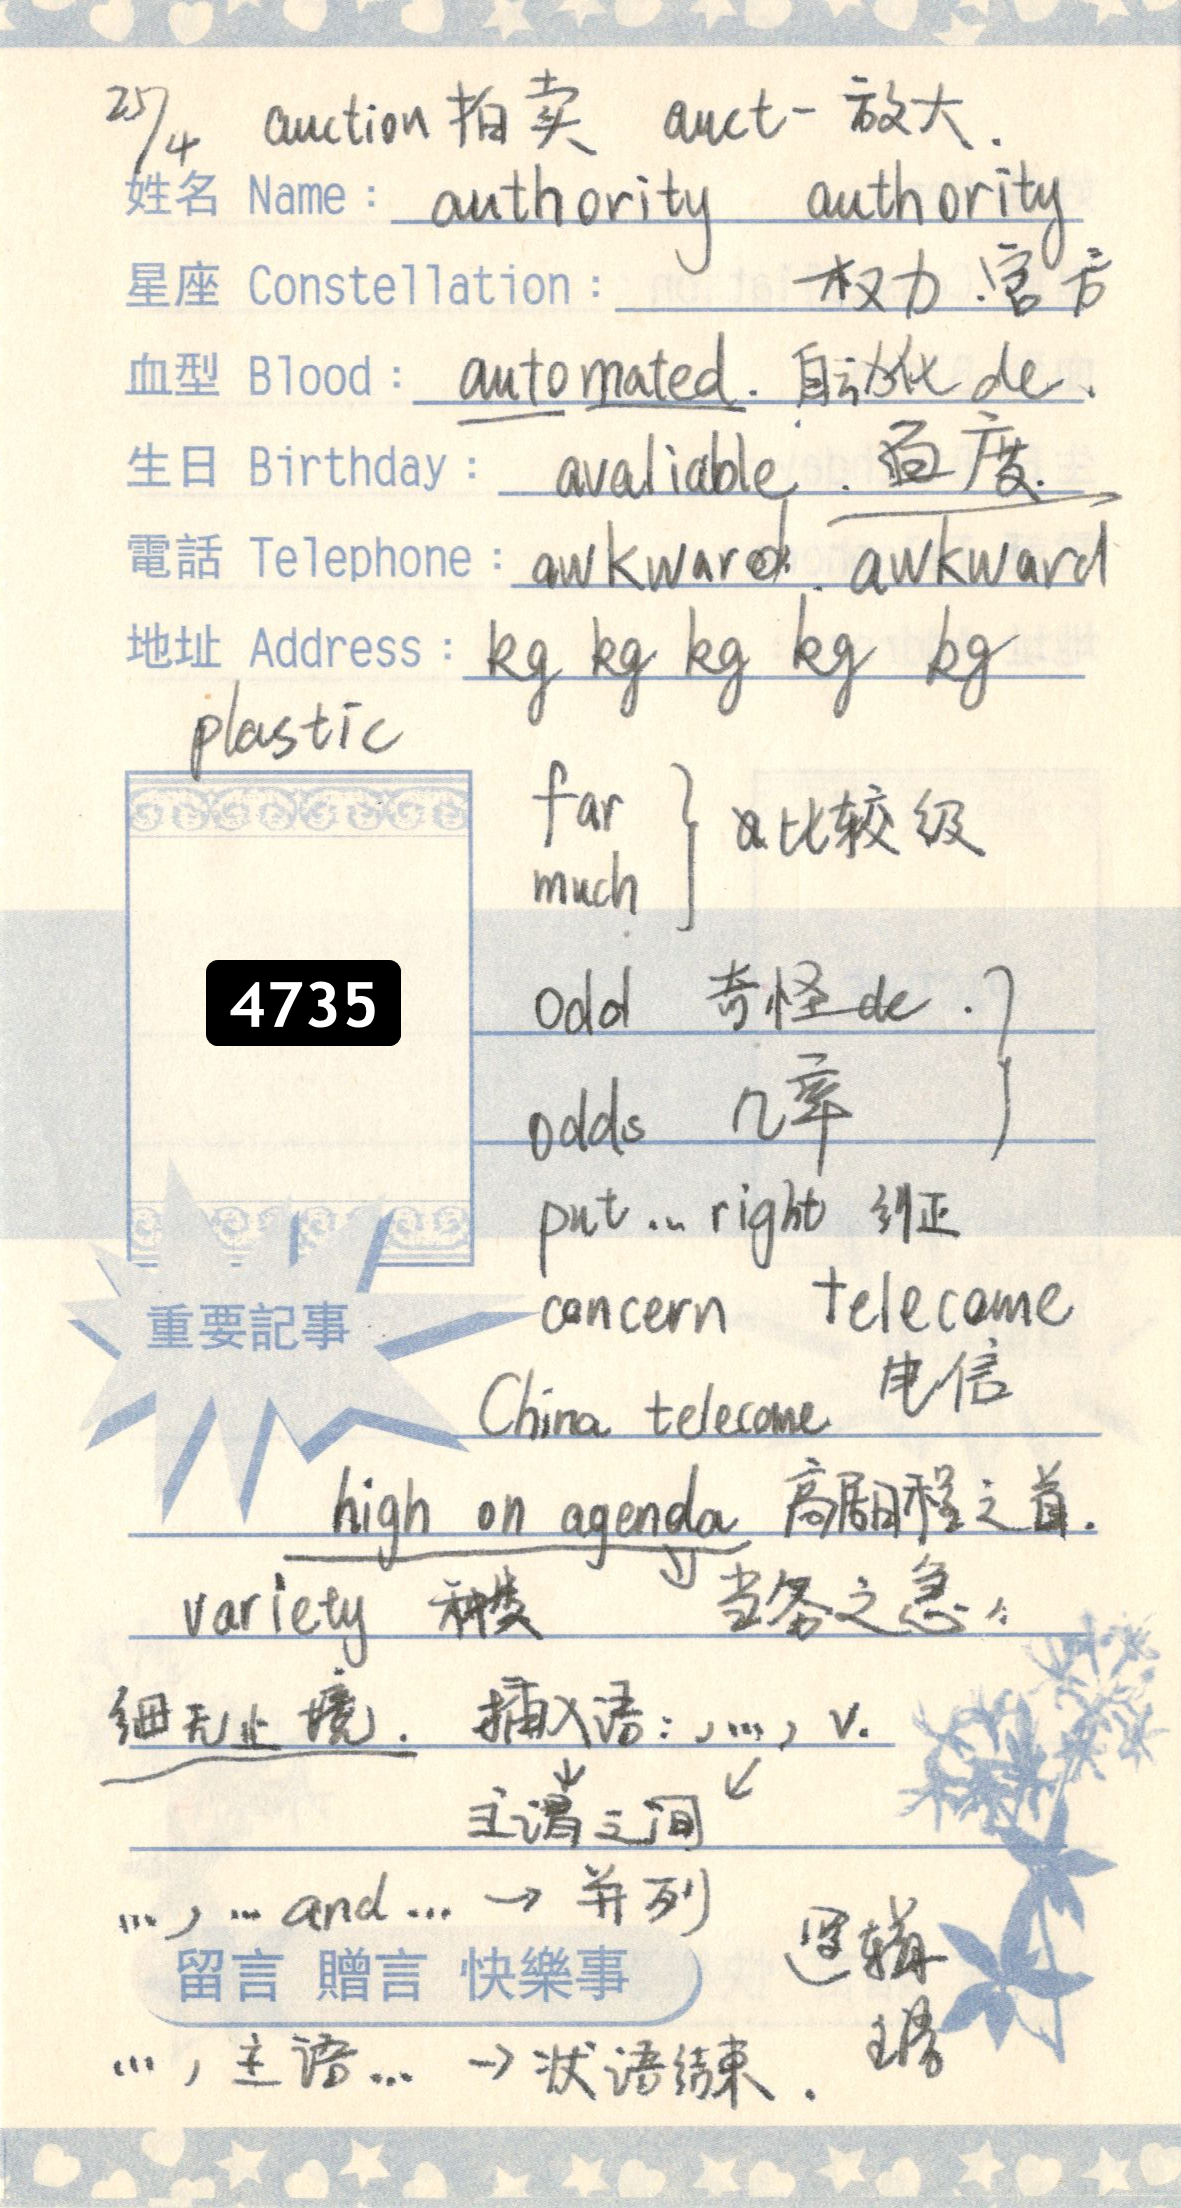 25/4 auction 拍卖 auct- 放大.
姓名 Name: authority authority
星座 Constellation: 权力.官方
血型 Blood: automated. 自动化 de.
生日 Birthday: avaliable. 百度.
電話 Telephone: awkward. awkward
地址 Address: kg kg kg kg kg
plastic
far
much } 比较级
4735
odd 奇怪 de.
odds 几率
put ... right 纠正
重要記事
concern telecome
China telecome 电信
high on agenda 高居日程之首.
variety 种类 当务之急.
细无止境. 插入语: , ..., v.
主谓之间
..., ... and ... → 并列
留言 贈言 快樂事
逻辑
主语
..., 主语... → 状语结束.